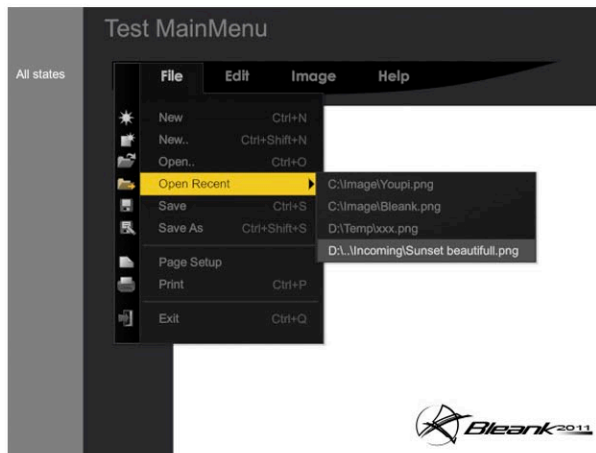 Test MainMenu
All states
File Edit Image Help
New Ctrl+N
New.. Ctrl+Shift+N
Open.. Ctrl+O
Open Recent
Save Ctrl+S
Save As Ctrl+Shift+S
Page Setup
Print Ctrl+P
Exit Ctrl+Q
C:\Image\Youpi.png
C:\Image\Bleank.png
D:\Temp\xxx.png
D:\..\Incoming\Sunset beautifull.png
Bleank 2011